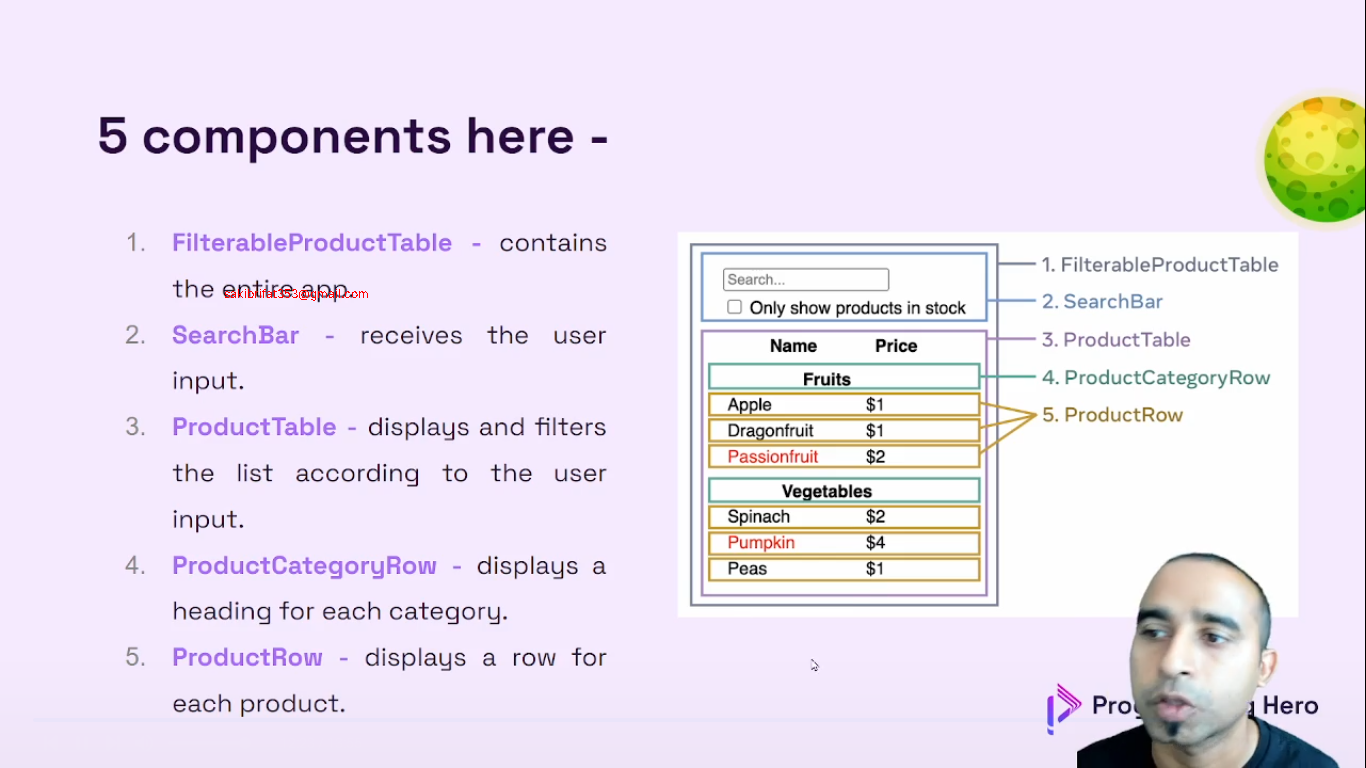 5 components here -
1. FilterableProductTable - contains
the entire app.
sakibrifat353@gmail.com
2. SearchBar - receives the user
input.
3. ProductTable - displays and filters
the list according to the user
input.
4. ProductCategoryRow - displays a
heading for each category.
5. ProductRow - displays a row for
each product.
Search...
Only show products in stock
Name Price
Fruits
Apple $1
Dragonfruit $1
Passionfruit $2
Vegetables
Spinach $2
Pumpkin $4
Peas $1
1. FilterableProductTable
2. SearchBar
3. ProductTable
4. ProductCategoryRow
5. ProductRow
Hero